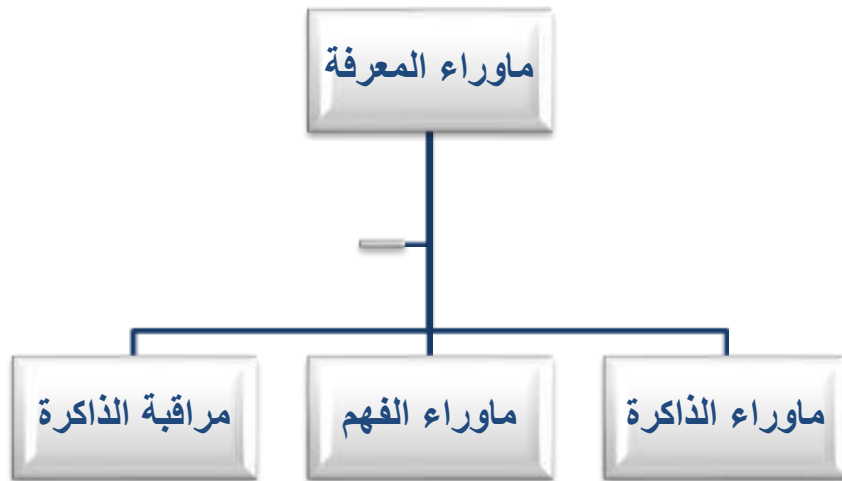 ماوراء المعرفة
ماوراء الذاكرة
ماوراء الفهم
مراقبة الذاكرة